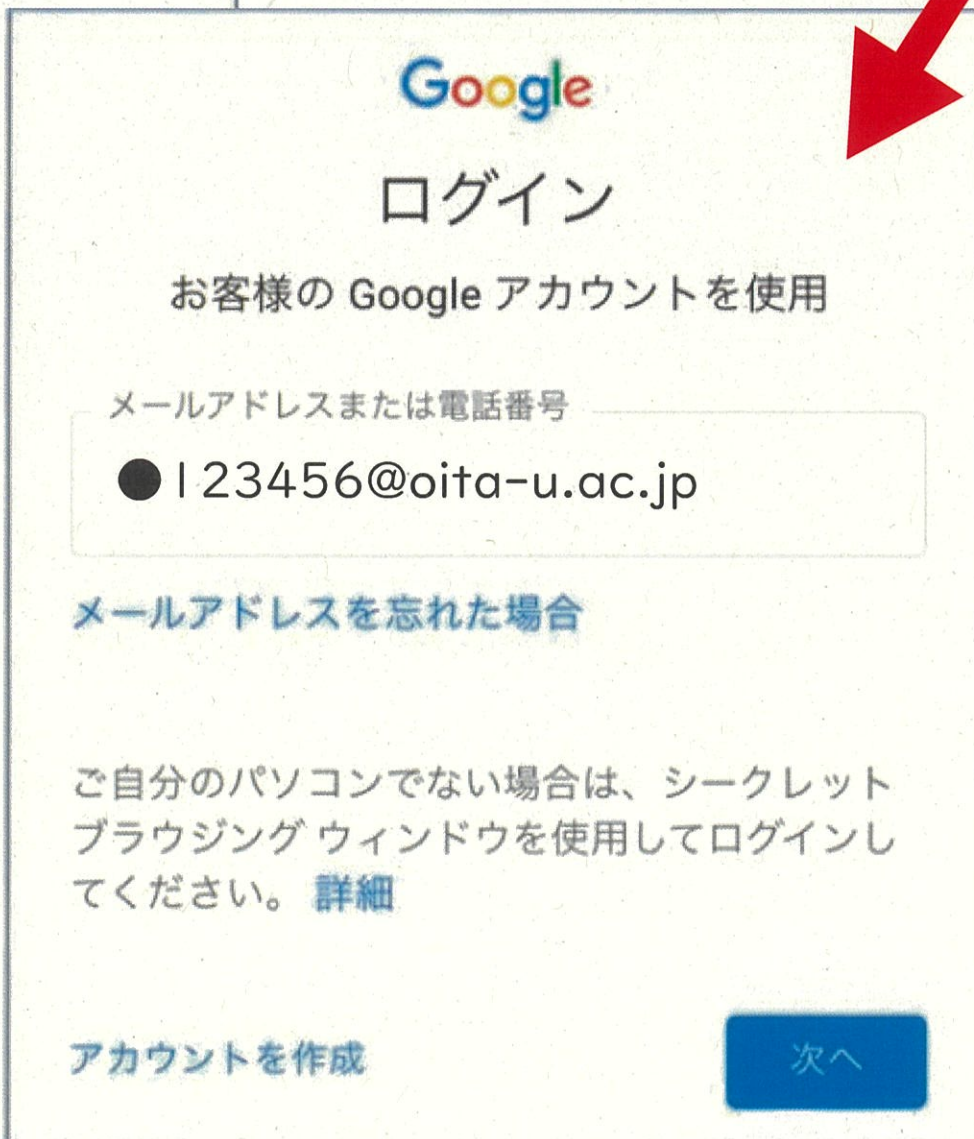 Google
ログイン
お客様の Google アカウントを使用
メールアドレスまたは電話番号
●123456@oita-u.ac.jp
メールアドレスを忘れた場合
ご自分のパソコンでない場合は、シークレット
ブラウジング ウィンドウを使用してログインし
てください。 詳細
アカウントを作成
次へ